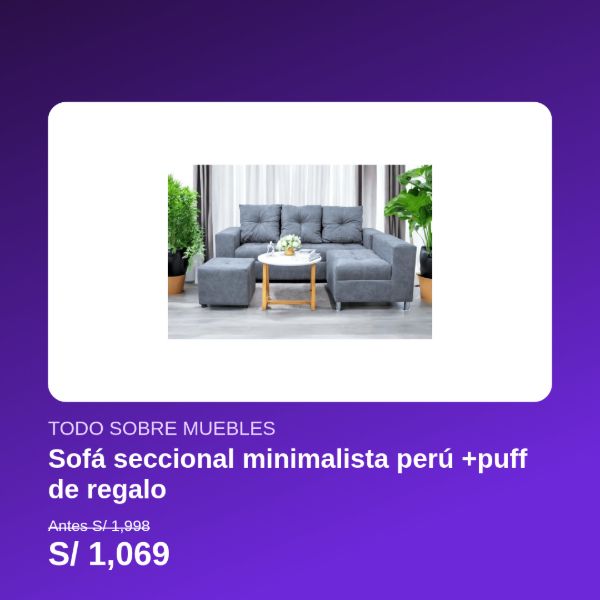 TODO SOBRE MUEBLES
Sofá seccional minimalista perú +puff
de regalo
Antes S/ 1,998
S/ 1,069